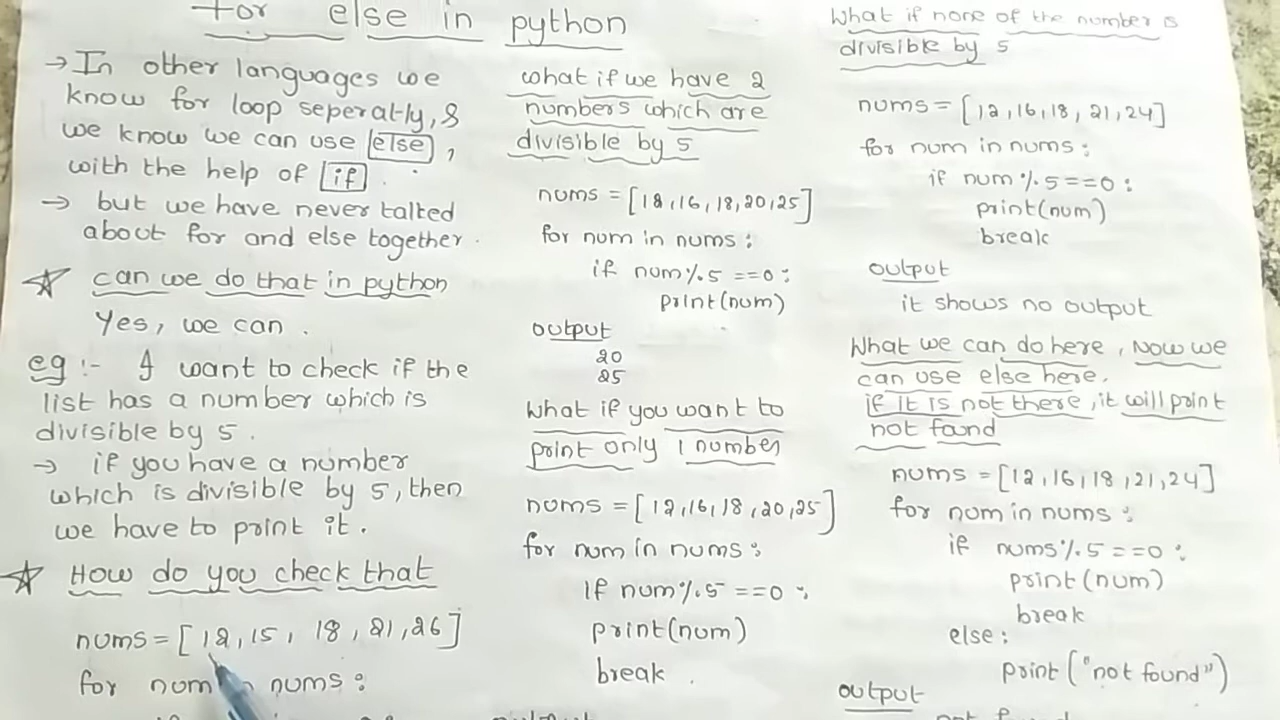 for else in python
→ In other languages we
know for loop seperatly, &
we know we can use else,
with the help of if.
→ but we have never talted
about for and else together.
☆ can we do that in python
Yes, we can.
eg :- I want to check if the
list has a number which is
divisible by 5.
→ if you have a number
which is divisible by 5, then
we have to print it.
☆ How do you check that
nums = [12, 15, 18, 21, 26]
for num in nums:
what if we have 2
numbers which are
divisible by 5
nums = [18, 16, 18, 20, 25]
for num in nums:
if num%5 ==0:
print(num)
output
20
25
What if you want to
print only 1 number
nums = [12, 16, 18, 20, 25]
for num in nums:
If num%5 ==0:
print(num)
break
What if none of the number is
divisible by 5
nums = [12, 16, 18, 21, 24]
for num in nums:
if num%5==0:
print(num)
break
output
it shows no output
What we can do here, Now we
can use else here.
if it is not there, it will print
not found
nums = [12, 16, 18, 21, 24]
for num in nums:
if nums%5==0:
print(num)
break
else:
print("not found")
output
not found